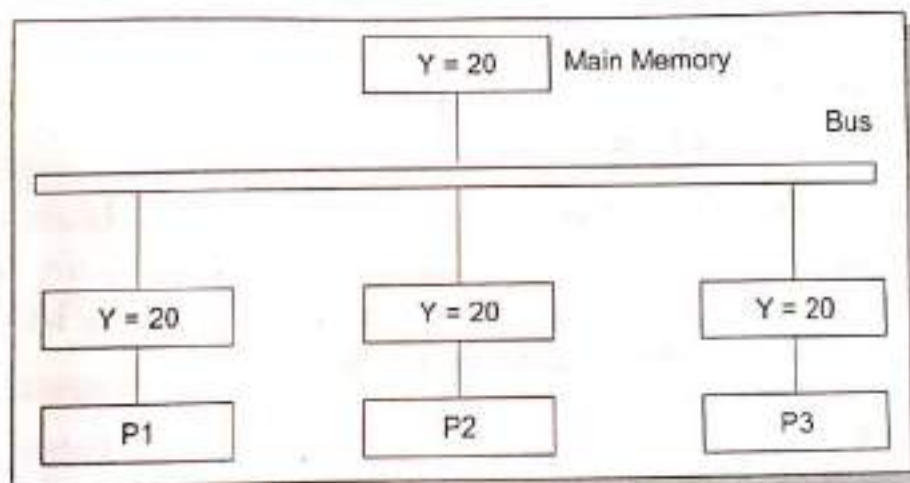 Y = 20 Main Memory
Bus
Y = 20 Y = 20 Y = 20
P1 P2 P3